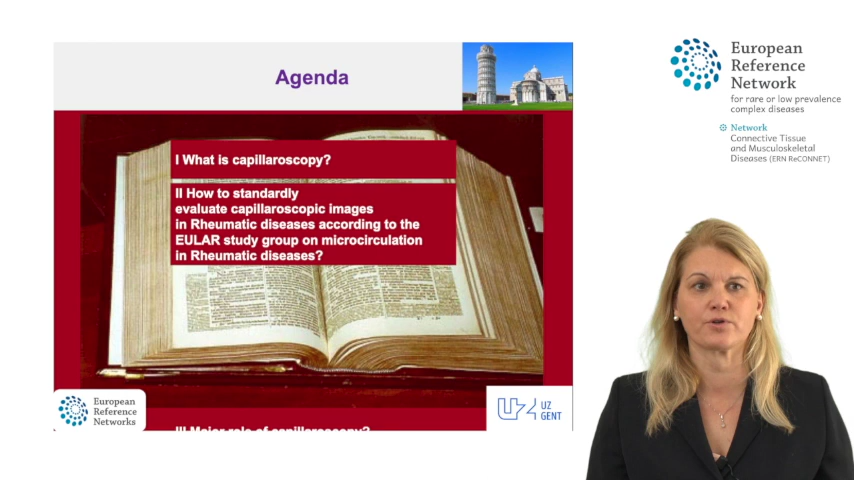 Agenda
I What is capillaroscopy?
II How to standardly
evaluate capillaroscopic images
in Rheumatic diseases according to the
EULAR study group on microcirculation
in Rheumatic diseases?
III Major role of capillaroscopy?
European
Reference
Networks
UZ
GENT
European
Reference
Network
for rare or low prevalence
complex diseases
Network
Connective Tissue
and Musculoskeletal
Diseases (ERN ReCONNET)